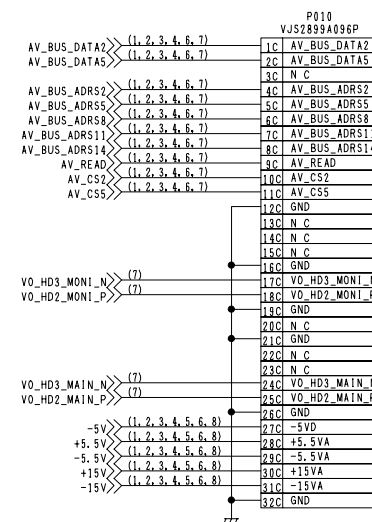 P010
VJS2899A096P
AV_BUS_DATA2 (1, 2, 3, 4, 6, 7) 1C AV_BUS_DATA2
AV_BUS_DATA5 (1, 2, 3, 4, 6, 7) 2C AV_BUS_DATA5
3C N C
AV_BUS_ADRS2 (1, 2, 3, 4, 6, 7) 4C AV_BUS_ADRS2
AV_BUS_ADRS5 (1, 2, 3, 4, 6, 7) 5C AV_BUS_ADRS5
AV_BUS_ADRS8 (1, 2, 3, 4, 6, 7) 6C AV_BUS_ADRS8
AV_BUS_ADRS11 (1, 2, 3, 4, 6, 7) 7C AV_BUS_ADRS11
AV_BUS_ADRS14 (1, 2, 3, 4, 6, 7) 8C AV_BUS_ADRS14
AV_READ (1, 2, 3, 4, 6, 7) 9C AV_READ
AV_CS2 (1, 2, 3, 4, 6, 7) 10C AV_CS2
AV_CS5 (1, 2, 3, 4, 6, 7) 11C AV_CS5
12C GND
13C N C
14C N C
15C N C
16C GND
VO_HD3_MONI_N (7) 17C VO_HD3_MONI_N
VO_HD2_MONI_P (7) 18C VO_HD2_MONI_P
19C GND
20C N C
21C GND
22C N C
23C N C
VO_HD3_MAIN_N (7) 24C VO_HD3_MAIN_N
VO_HD2_MAIN_P (7) 25C VO_HD2_MAIN_P
26C GND
-5V (1, 2, 3, 4, 5, 6, 8) 27C -5VD
+5.5V (1, 2, 3, 4, 5, 6, 8) 28C +5.5VA
-5.5V (1, 2, 3, 4, 5, 6, 8) 29C -5.5VA
+15V (1, 2, 3, 4, 5, 6, 8) 30C +15VA
-15V (1, 2, 3, 4, 5, 6, 8) 31C -15VA
32C GND